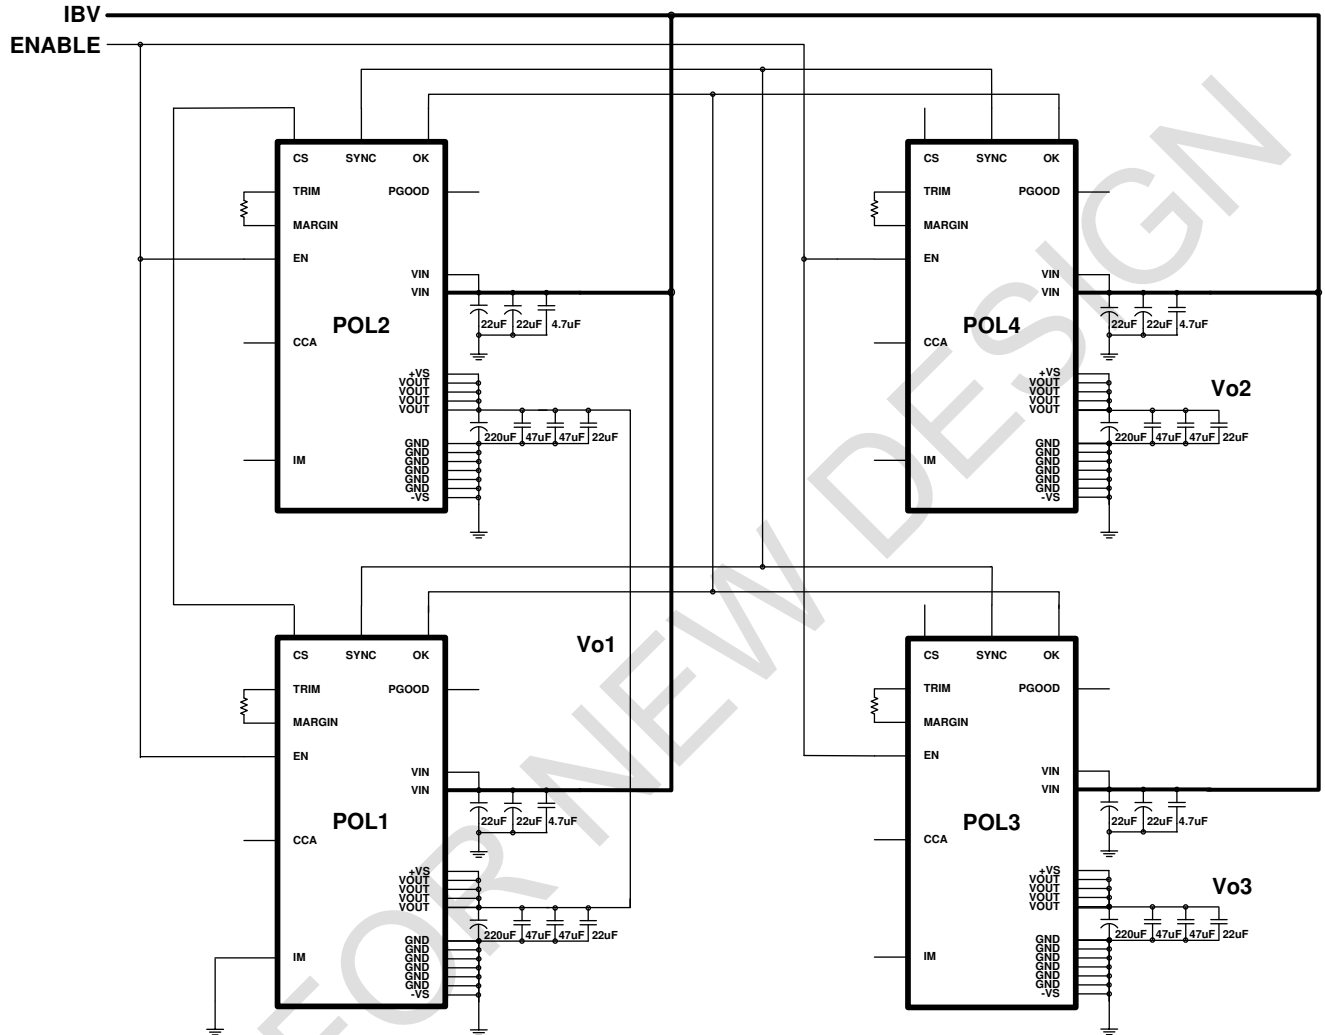 IBV
ENABLE
CS SYNC OK
TRIM PGOOD
MARGIN
EN
VIN
VIN
22uF 22uF 4.7uF
POL2
CCA
+VS
VOUT
VOUT
VOUT
VOUT
220uF 47uF 47uF 22uF
GND
GND
GND
GND
GND
GND
-VS
IM
CS SYNC OK
TRIM PGOOD
MARGIN
EN
VIN
VIN
22uF 22uF 4.7uF
POL4
CCA
Vo2
+VS
VOUT
VOUT
VOUT
VOUT
220uF 47uF 47uF 22uF
GND
GND
GND
GND
GND
GND
-VS
IM
Vo1
CS SYNC OK
TRIM PGOOD
MARGIN
EN
VIN
VIN
22uF 22uF 4.7uF
POL1
CCA
+VS
VOUT
VOUT
VOUT
VOUT
220uF 47uF 47uF 22uF
GND
GND
GND
GND
GND
GND
-VS
IM
CS SYNC OK
TRIM PGOOD
MARGIN
EN
VIN
VIN
22uF 22uF 4.7uF
POL3
CCA
Vo3
+VS
VOUT
VOUT
VOUT
VOUT
220uF 47uF 47uF 22uF
GND
GND
GND
GND
GND
GND
-VS
IM
FOR NEW DESIGN